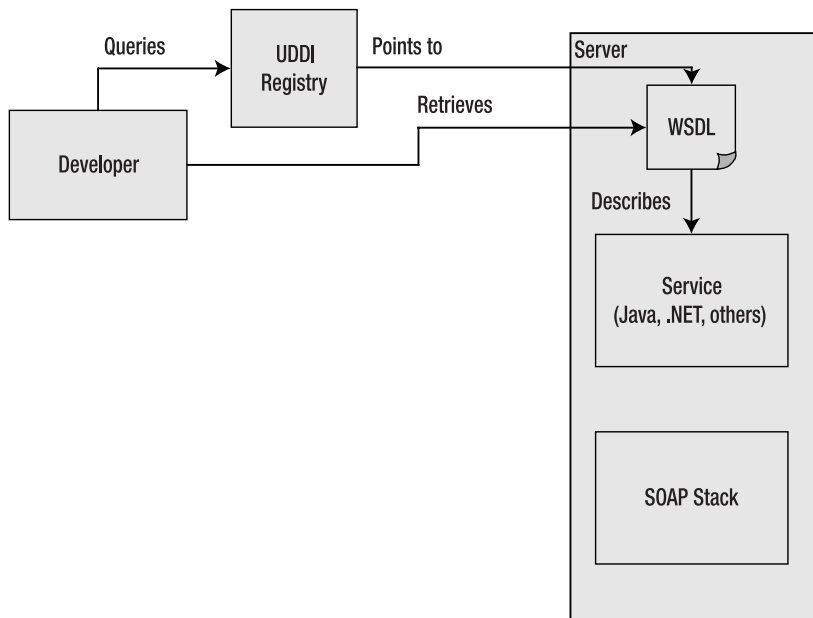 Queries
UDDI
Registry
Points to
Server
Retrieves
WSDL
Developer
Describes
Service
(Java, .NET, others)
SOAP Stack